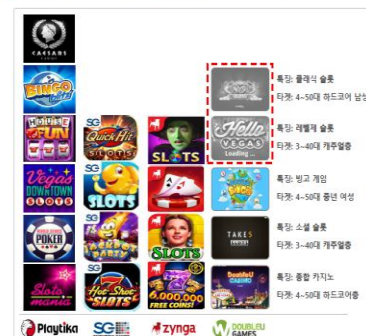 CAESARS
CASINO
특징: 클래식 슬롯
타겟: 4~50대 하드코어 남성
BINGO
HOUSE
OF
FUN
SG
Quick Hit
SLOTS
SLOTS
Hello
VEGAS
Loading ...
특징: 레벨제 슬롯
타겟: 3~40대 캐주얼층
Vegas
DOWNTOWN
SLOTS
SG
SLOTS
BINGO
특징: 빙고 게임
타겟: 4~50대 중년 여성
POKER
SG
JACKPOT
PARTY
SLOTS
TAKE5
특징: 소셜 슬롯
타겟: 3~40대 캐주얼층
Sloto
mania
SG
Hot Shot
SLOTS
6,000,000
FREE COINS!
DoubleU
CASINO
특징: 종합 카지노
타겟: 4~50대 하드코어층
Playtika
SG
zynga
DOUBLEU
GAMES